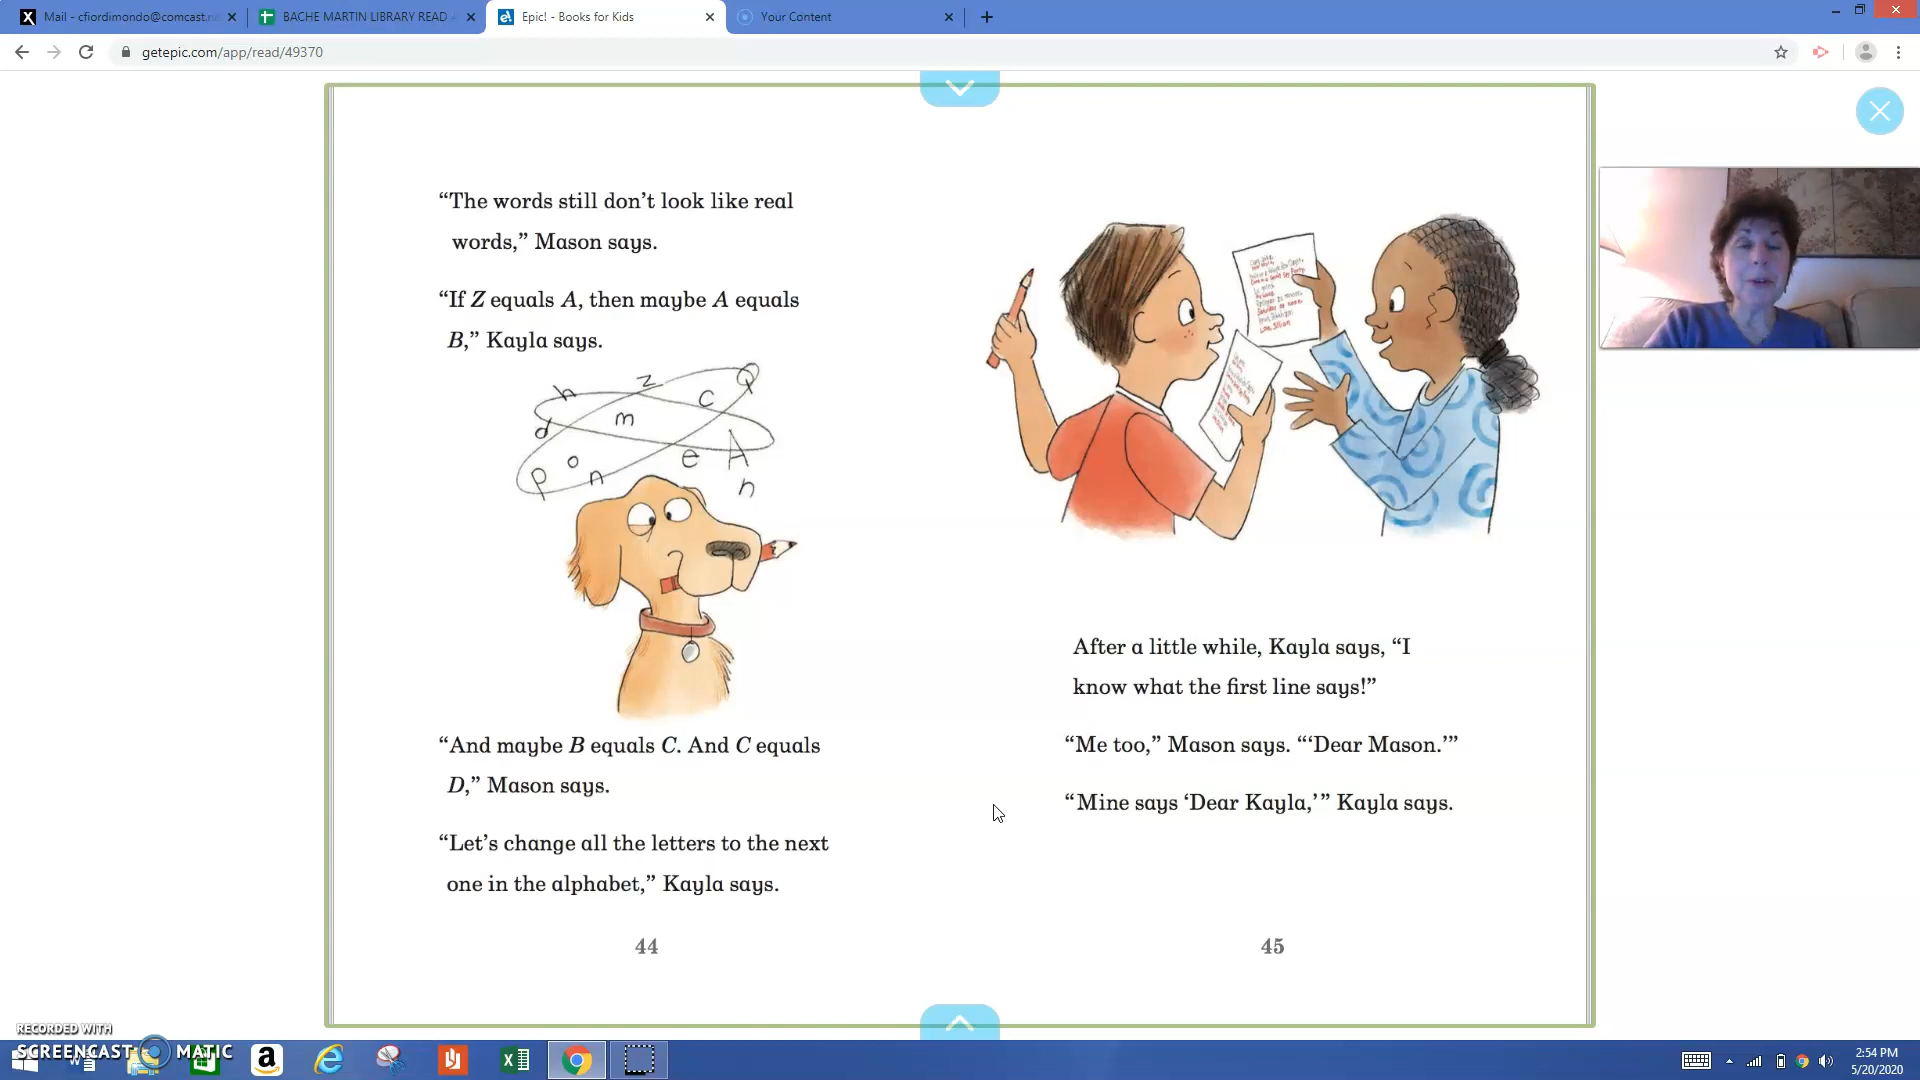 Mail - cfiordimondo@comcast.ne
BACHE MARTIN LIBRARY READ
Epic! - Books for Kids
Your Content
getepic.com/app/read/49370
“The words still don’t look like real
words,” Mason says.
“If Z equals A, then maybe A equals
B,” Kayla says.
h z Q
d m c
p o n e A
h
“And maybe B equals C. And C equals
D,” Mason says.
“Let’s change all the letters to the next
one in the alphabet,” Kayla says.
44
After a little while, Kayla says, “I
know what the first line says!”
“Me too,” Mason says. “‘Dear Mason.’”
“Mine says ‘Dear Kayla,’” Kayla says.
45
RECORDED WITH
SCREENCAST MATIC
2:54 PM
5/20/2020